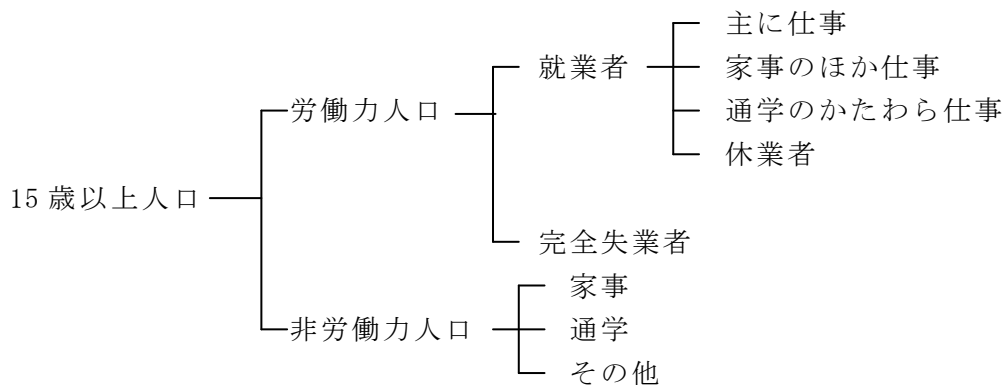 15歳以上人口
労働力人口
就業者
主に仕事
家事のほか仕事
通学のかたわら仕事
休業者
完全失業者
非労働力人口
家事
通学
その他